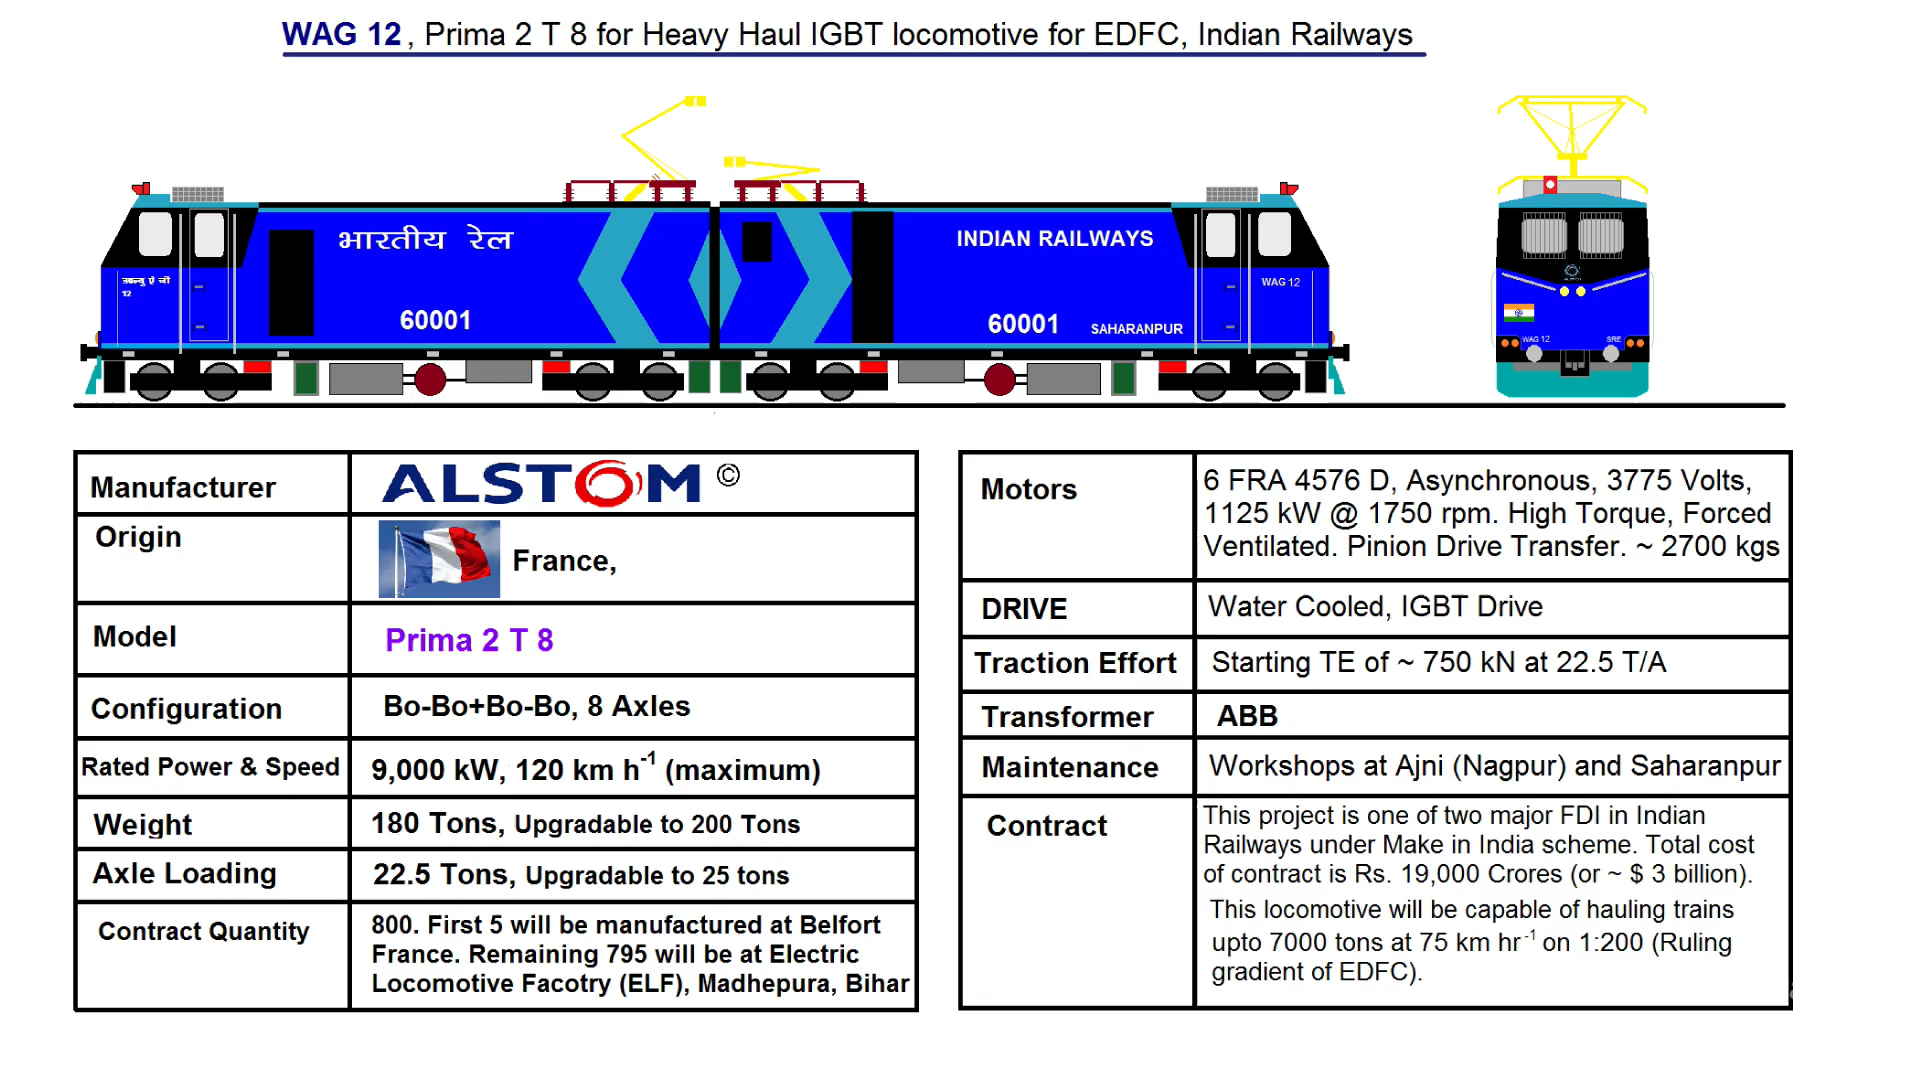 WAG 12, Prima 2 T 8 for Heavy Haul IGBT locomotive for EDFC, Indian Railways
भारतीय रेल
INDIAN RAILWAYS
12
WAG 12
60001
60001
SAHARANPUR
WAG 12
SRE
Manufacturer
ALSTOM ©
Origin
France,
Model
Prima 2 T 8
Configuration
Bo-Bo+Bo-Bo, 8 Axles
Rated Power & Speed
9,000 kW, 120 km h-1 (maximum)
Weight
180 Tons, Upgradable to 200 Tons
Axle Loading
22.5 Tons, Upgradable to 25 tons
Contract Quantity
800. First 5 will be manufactured at Belfort
France. Remaining 795 will be at Electric
Locomotive Facotry (ELF), Madhepura, Bihar
Motors
6 FRA 4576 D, Asynchronous, 3775 Volts,
1125 kW @ 1750 rpm. High Torque, Forced
Ventilated. Pinion Drive Transfer. ~ 2700 kgs
DRIVE
Water Cooled, IGBT Drive
Traction Effort
Starting TE of ~ 750 kN at 22.5 T/A
Transformer
ABB
Maintenance
Workshops at Ajni (Nagpur) and Saharanpur
Contract
This project is one of two major FDI in Indian
Railways under Make in India scheme. Total cost
of contract is Rs. 19,000 Crores (or ~ $ 3 billion).
This locomotive will be capable of hauling trains
upto 7000 tons at 75 km hr-1 on 1:200 (Ruling
gradient of EDFC).